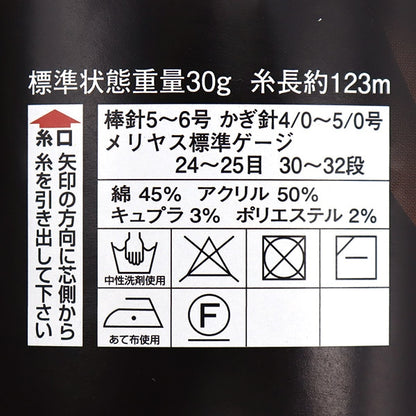 標準状態重量30g 糸長約123m
糸口
矢印の方向に芯側から
糸を引き出して下さい
棒針5～6号 かぎ針4/0～5/0号
メリヤス標準ゲージ
24～25目 30～32段
綿 45% アクリル 50%
キュプラ 3% ポリエステル 2%
中性洗剤使用
あて布使用
F